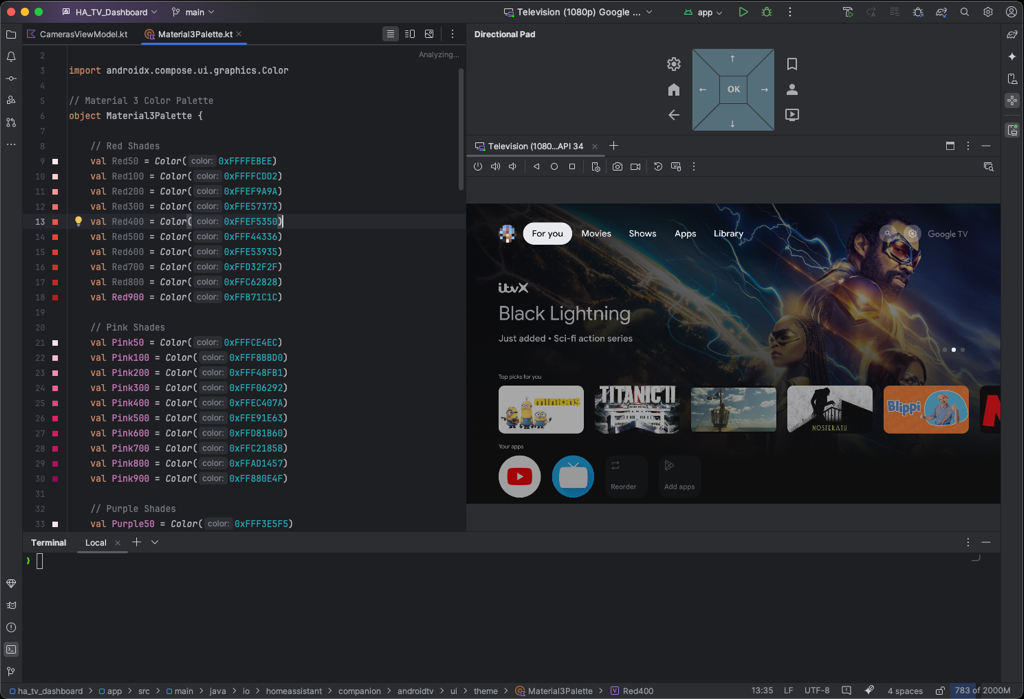 HA_TV_Dashboard
main
Television (1080p) Google ...
app
CamerasViewModel.kt
Material3Palette.kt
Analyzing...
2
3 import androidx.compose.ui.graphics.Color
4
5 // Material 3 Color Palette
6 object Material3Palette {
7
8 // Red Shades
9 val Red50 = Color( color: 0xFFFFEBEE)
10 val Red100 = Color( color: 0xFFFFCDD2)
11 val Red200 = Color( color: 0xFFEF9A9A)
12 val Red300 = Color( color: 0xFFE57373)
13 val Red400 = Color( color: 0xFFEF5350)
14 val Red500 = Color( color: 0xFFF44336)
15 val Red600 = Color( color: 0xFFE53935)
16 val Red700 = Color( color: 0xFFD32F2F)
17 val Red800 = Color( color: 0xFFC62828)
18 val Red900 = Color( color: 0xFFB71C1C)
19
20 // Pink Shades
21 val Pink50 = Color( color: 0xFFFCE4EC)
22 val Pink100 = Color( color: 0xFFF8BBD0)
23 val Pink200 = Color( color: 0xFFF48FB1)
24 val Pink300 = Color( color: 0xFFF06292)
25 val Pink400 = Color( color: 0xFFEC407A)
26 val Pink500 = Color( color: 0xFFE91E63)
27 val Pink600 = Color( color: 0xFFD81B60)
28 val Pink700 = Color( color: 0xFFC2185B)
29 val Pink800 = Color( color: 0xFFAD1457)
30 val Pink900 = Color( color: 0xFF880E4F)
31
32 // Purple Shades
33 val Purple50 = Color( color: 0xFFF3E5F5)
Directional Pad
OK
Television (1080...API 34
For you
Movies
Shows
Apps
Library
Google TV
itvX
Black Lightning
Just added • Sci-fi action series
Top picks for you
minions
TITANIC II
NOSFERATU
Blippi
N
Your apps
Reorder
Add apps
Terminal
Local
ha_tv_dashboard > app > src > main > java > io > homeassistant > companion > androidtv > ui > theme > Material3Palette > Red400
13:35
LF
UTF-8
4 spaces
783 of 2000M